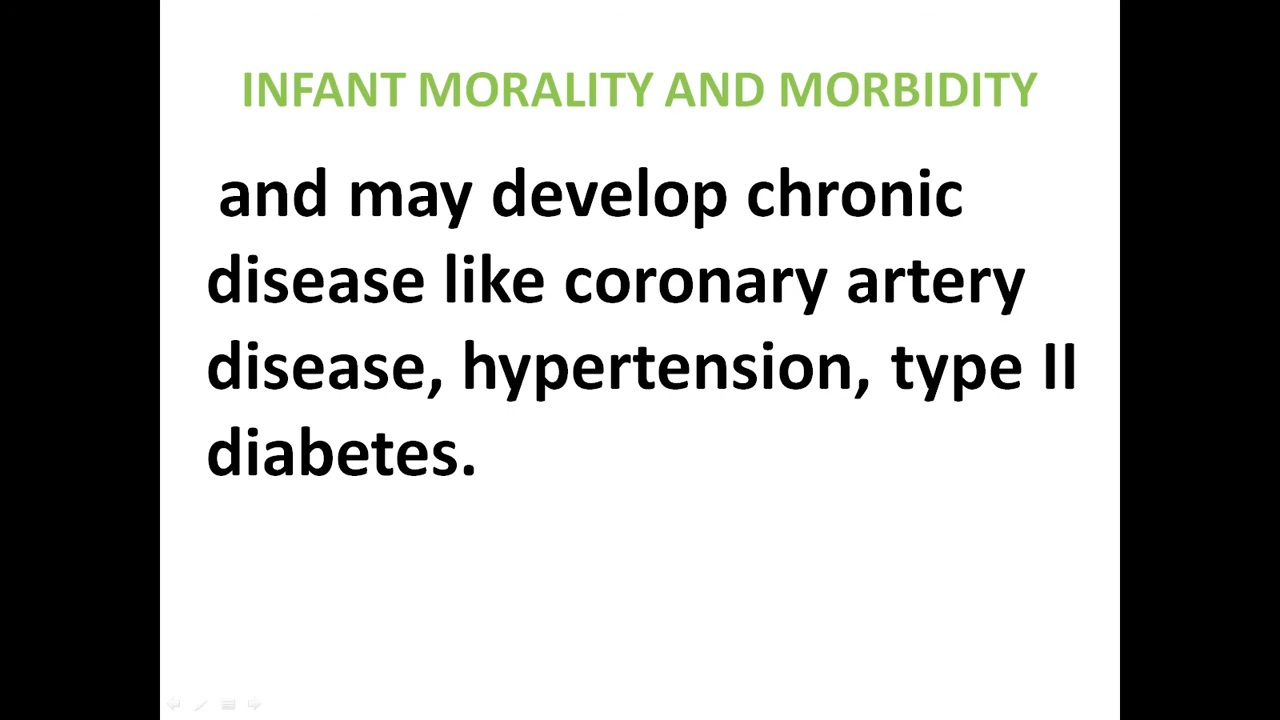 INFANT MORALITY AND MORBIDITY
and may develop chronic
disease like coronary artery
disease, hypertension, type II
diabetes.